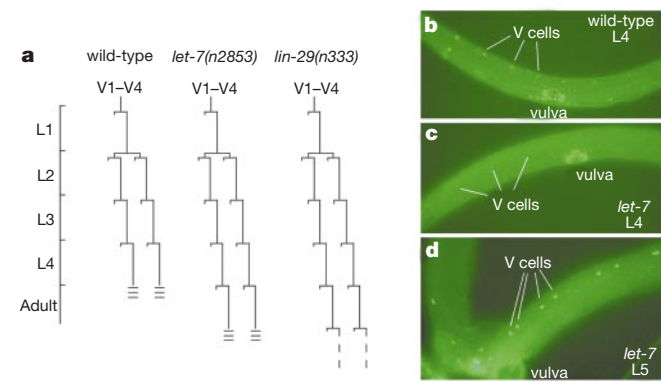 a
wild-type let-7(n2853) lin-29(n333)
V1–V4 V1–V4 V1–V4
L1
L2
L3
L4
Adult
b
V cells
wild-type
L4
vulva
c
vulva
V cells
let-7
L4
d
V cells
let-7
L5
vulva